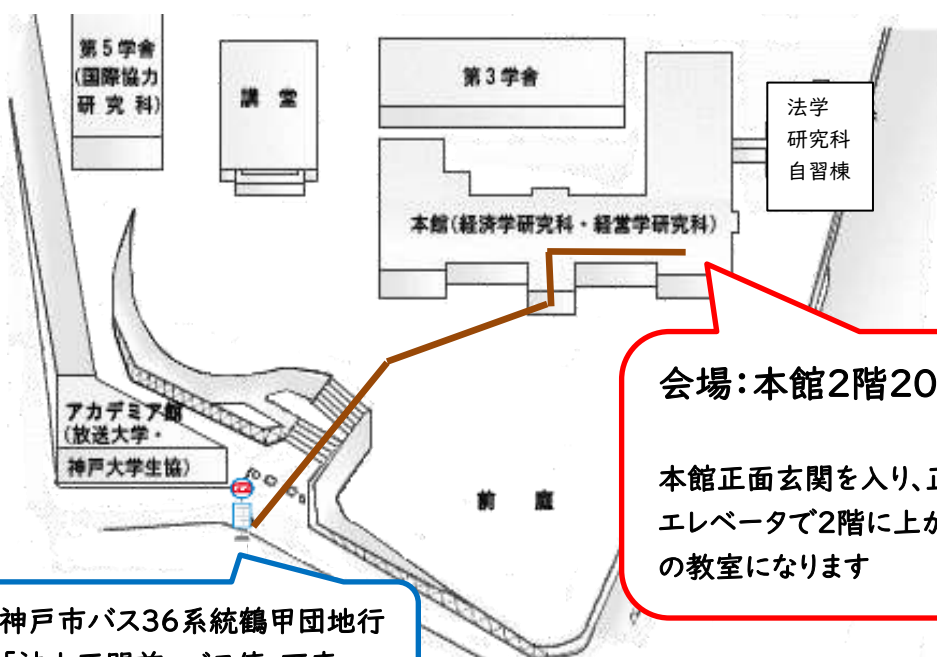 第5学舎
(国際協力
研究科)
講堂
第3学舎
法学
研究科
自習棟
本館(経済学研究科・経営学研究科)
会場:本館2階20
本館正面玄関を入り、正
エレベータで2階に上が
の教室になります
アカデミア館
(放送大学・
神戸大学生協)
前庭
神戸市バス36系統鶴甲団地行